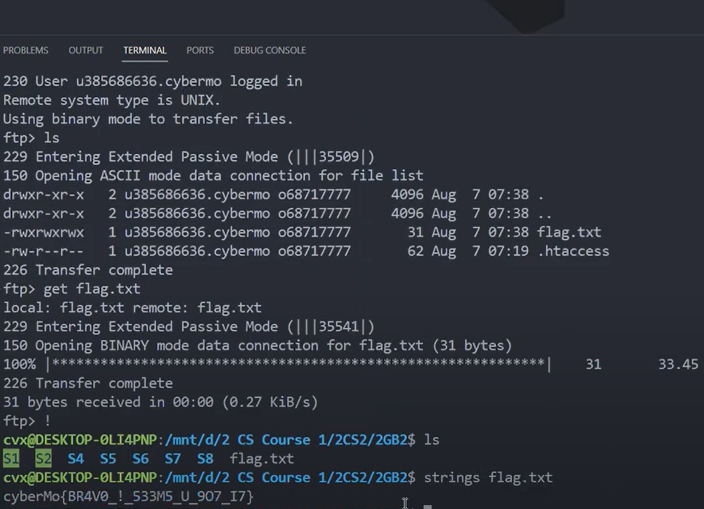 PROBLEMS OUTPUT TERMINAL PORTS DEBUG CONSOLE
230 User u385686636.cybermo logged in
Remote system type is UNIX.
Using binary mode to transfer files.
ftp> ls
229 Entering Extended Passive Mode (|||35509|)
150 Opening ASCII mode data connection for file list
drwxr-xr-x   2 u385686636.cybermo o68717777     4096 Aug  7 07:38 .
drwxr-xr-x   2 u385686636.cybermo o68717777     4096 Aug  7 07:38 ..
-rwxrwxrwx   1 u385686636.cybermo o68717777       31 Aug  7 07:38 flag.txt
-rw-r--r--   1 u385686636.cybermo o68717777       62 Aug  7 07:19 .htaccess
226 Transfer complete
ftp> get flag.txt
local: flag.txt remote: flag.txt
229 Entering Extended Passive Mode (|||35541|)
150 Opening BINARY mode data connection for flag.txt (31 bytes)
100% |***********************************************************|    31       33.45
226 Transfer complete
31 bytes received in 00:00 (0.27 KiB/s)
ftp> !
cvx@DESKTOP-0LI4PNP:/mnt/d/2 CS Course 1/2CS2/2GB2$ ls
S1  S2  S4  S5  S6  S7  S8  flag.txt
cvx@DESKTOP-0LI4PNP:/mnt/d/2 CS Course 1/2CS2/2GB2$ strings flag.txt
cyberMo{BR4V0_!_533M5_U_9O7_I7}